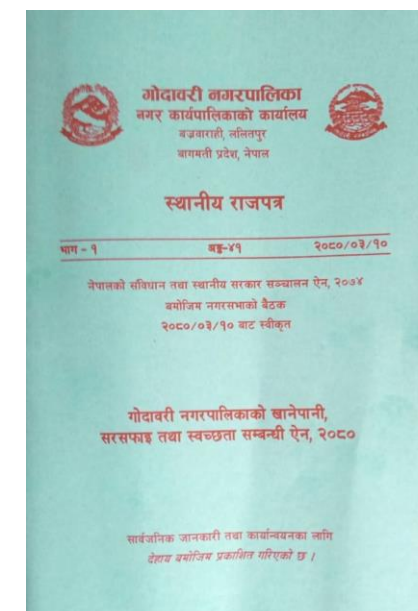 गोदावरी नगरपालिका
नगर कार्यपालिकाको कार्यालय
बज्रवाराही, ललितपुर
बागमती प्रदेश, नेपाल
स्थानीय राजपत्र
भाग - १ अङ्क-४१ २०८०/०३/१०
नेपालको संविधान तथा स्थानीय सरकार सञ्चालन ऐन, २०७४
बमोजिम नगरसभाको बैठक
२०८०/०३/१० बाट स्वीकृत
गोदावरी नगरपालिकाको खानेपानी,
सरसफाइ तथा स्वच्छता सम्बन्धी ऐन, २०८०
सार्वजनिक जानकारी तथा कार्यान्वयनका लागि
देहाय बमोजिम प्रकाशित गरिएको छ ।